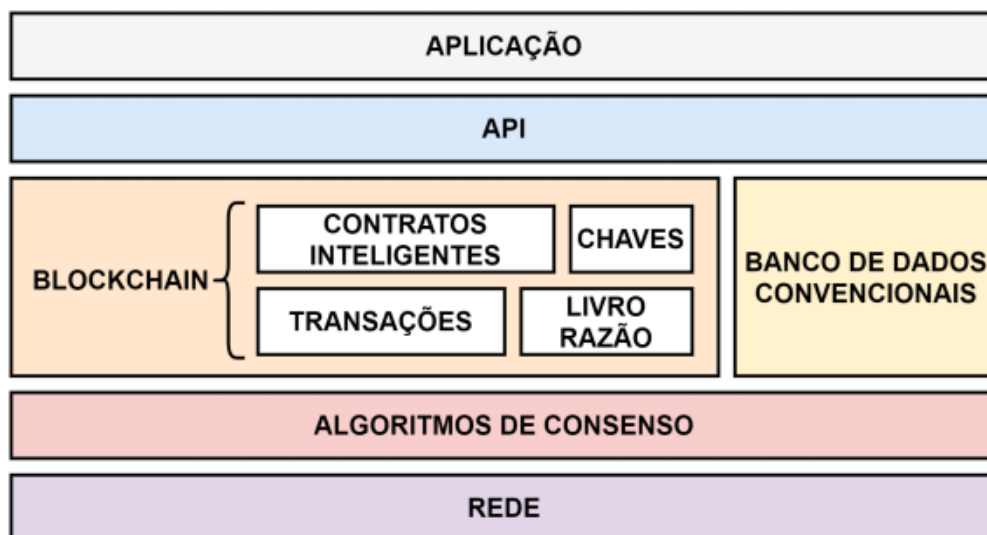 APLICAÇÃO
API
BLOCKCHAIN
CONTRATOS
INTELIGENTES
CHAVES
TRANSAÇÕES
LIVRO
RAZÃO
BANCO DE DADOS
CONVENCIONAIS
ALGORITMOS DE CONSENSO
REDE